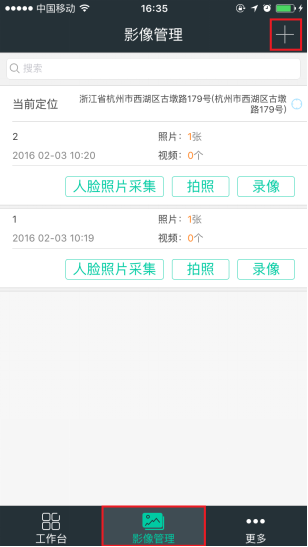 中国移动 16:35
影像管理
搜索
当前定位 浙江省杭州市西湖区古墩路179号(杭州市西湖区古墩
路179号)
2 照片：1张
2016 02-03 10:20 视频：0个
人脸照片采集 拍照 录像
1 照片：1张
2016 02-03 10:19 视频：0个
人脸照片采集 拍照 录像
工作台 影像管理 更多